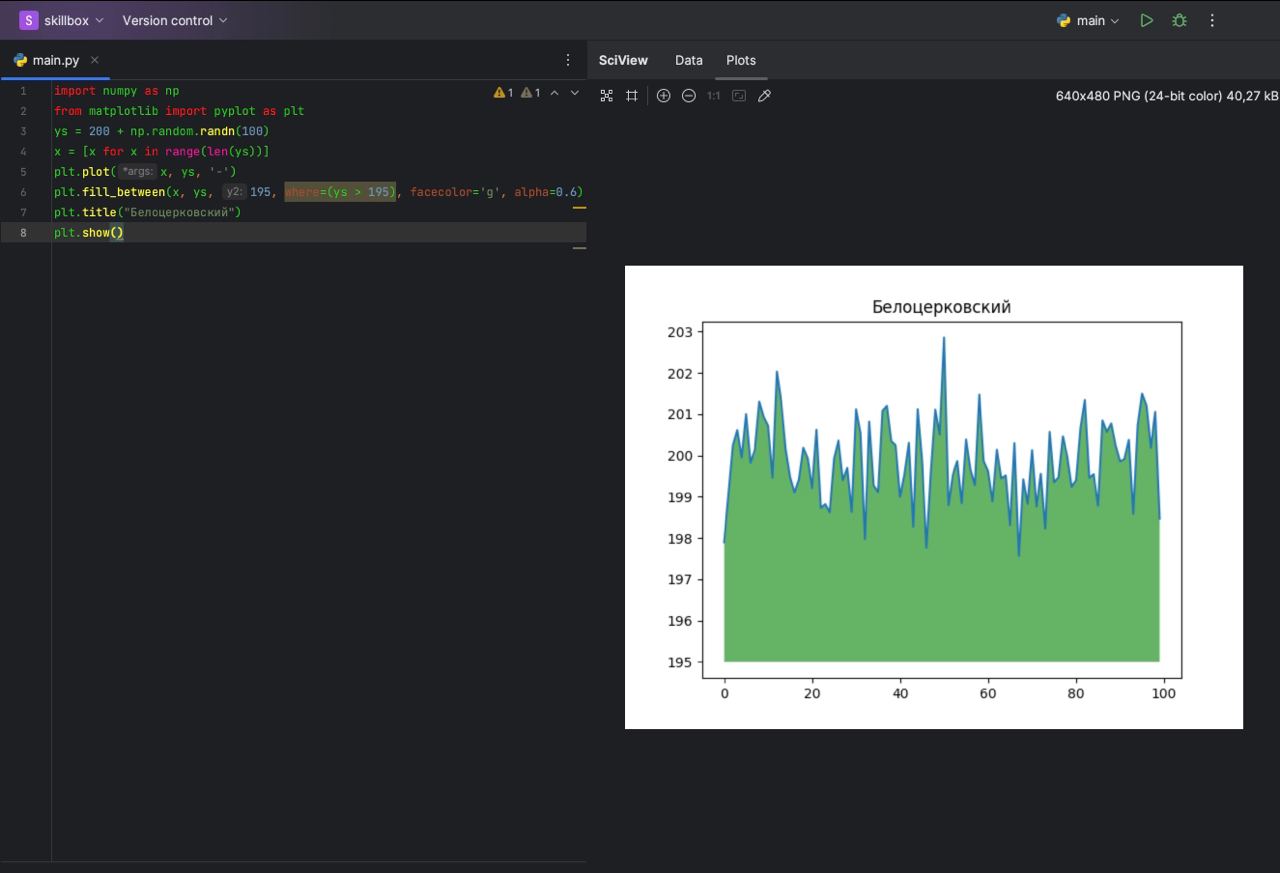 S skillbox Version control main
main.py
SciView Data Plots
1 import numpy as np
2 from matplotlib import pyplot as plt
3 ys = 200 + np.random.randn(100)
4 x = [x for x in range(len(ys))]
5 plt.plot( *args: x, ys, '-')
6 plt.fill_between(x, ys, y2: 195, where=(ys > 195), facecolor='g', alpha=0.6)
7 plt.title("Белоцерковский")
8 plt.show()
1 1
1:1
640x480 PNG (24-bit color) 40,27 kB
Белоцерковский
203
202
201
200
199
198
197
196
195
0 20 40 60 80 100